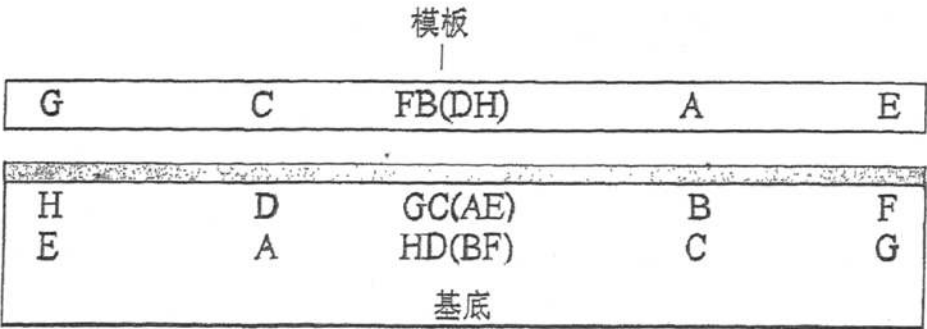 模板
G C FB(DH) A E
H D GC(AE) B F
E A HD(BF) C G
基底